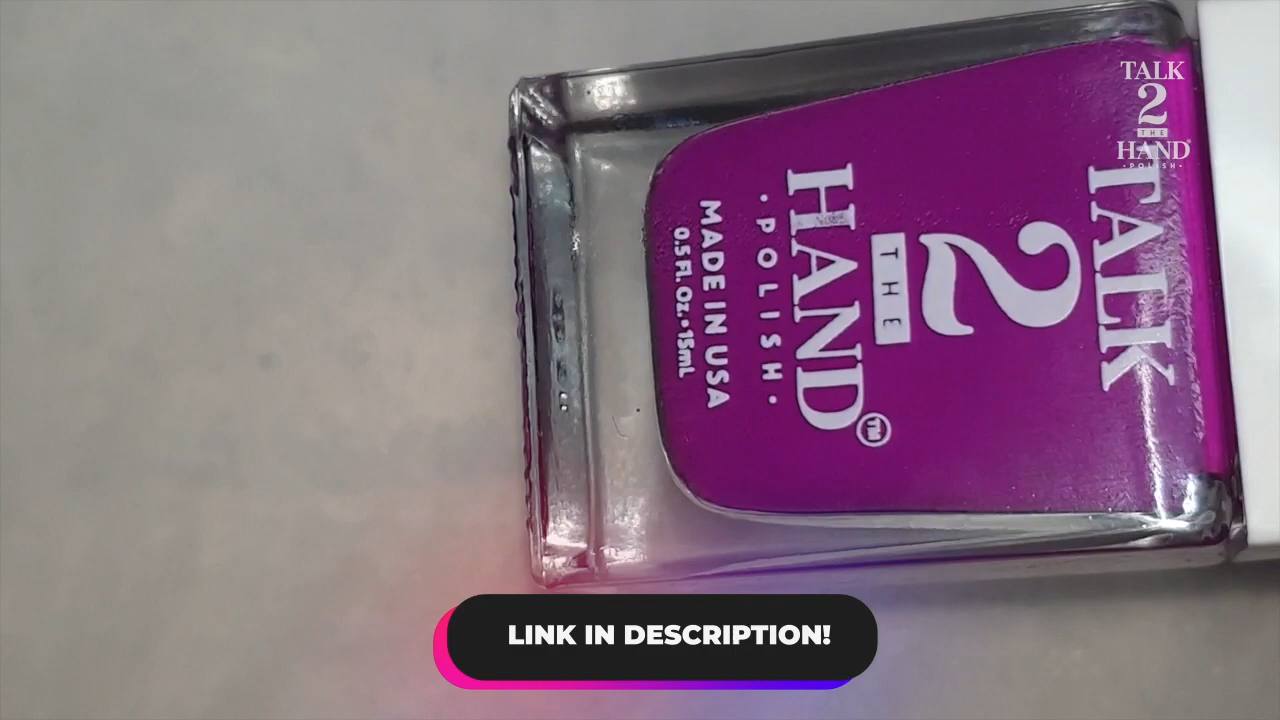 TALK
2
THE
HAND™
• POLISH •
MADE IN USA
0.5 Fl. Oz. • 15mL
TALK
2
THE
HAND®
• POLISH •
LINK IN DESCRIPTION!